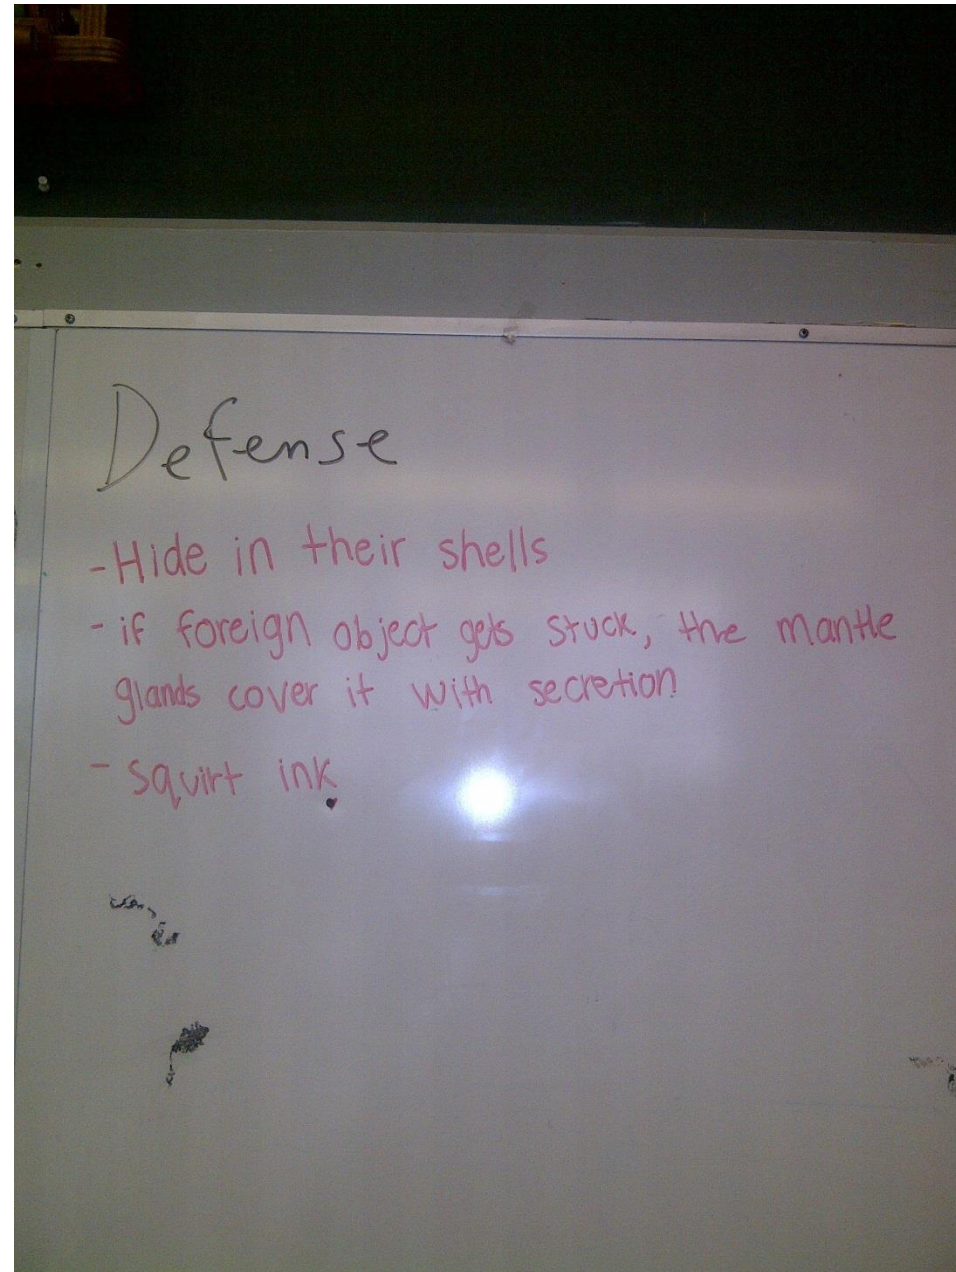 Defense
- Hide in their shells
- if foreign object gets stuck, the mantle
glands cover it with secretion
- squirt ink